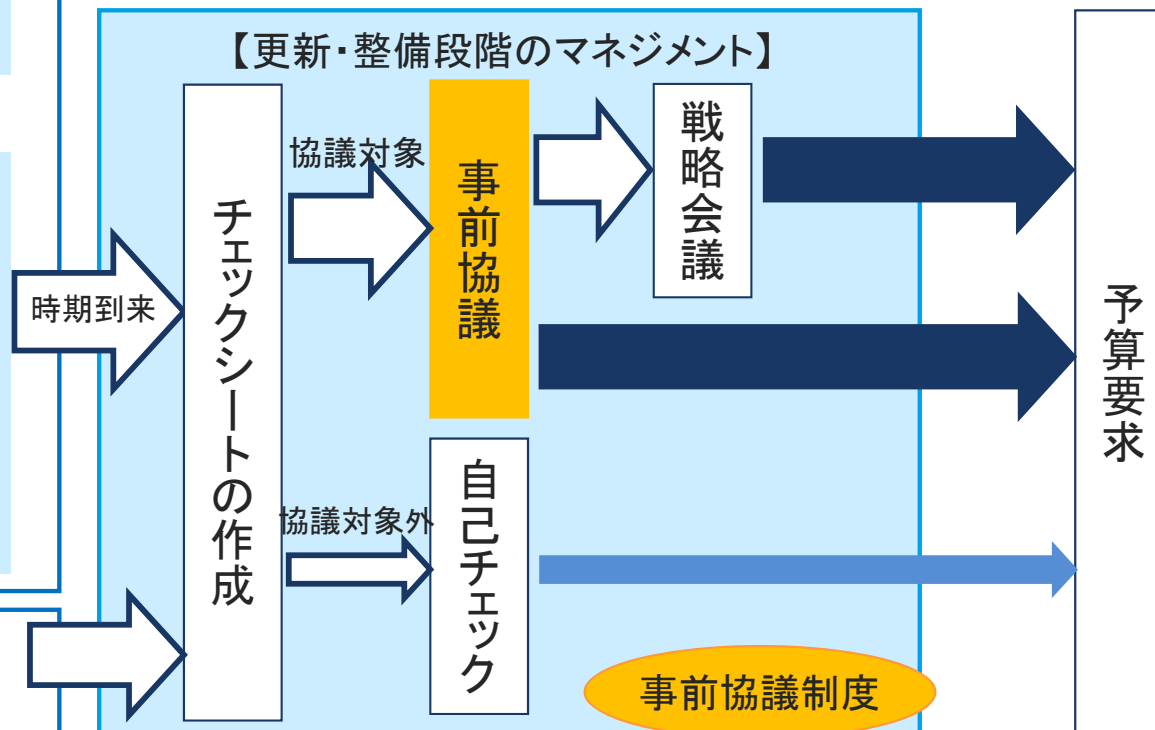 【更新・整備段階のマネジメント】
時期到来
チェックシートの作成
協議対象
事前協議
戦略会議
協議対象外
自己チェック
予算要求
事前協議制度